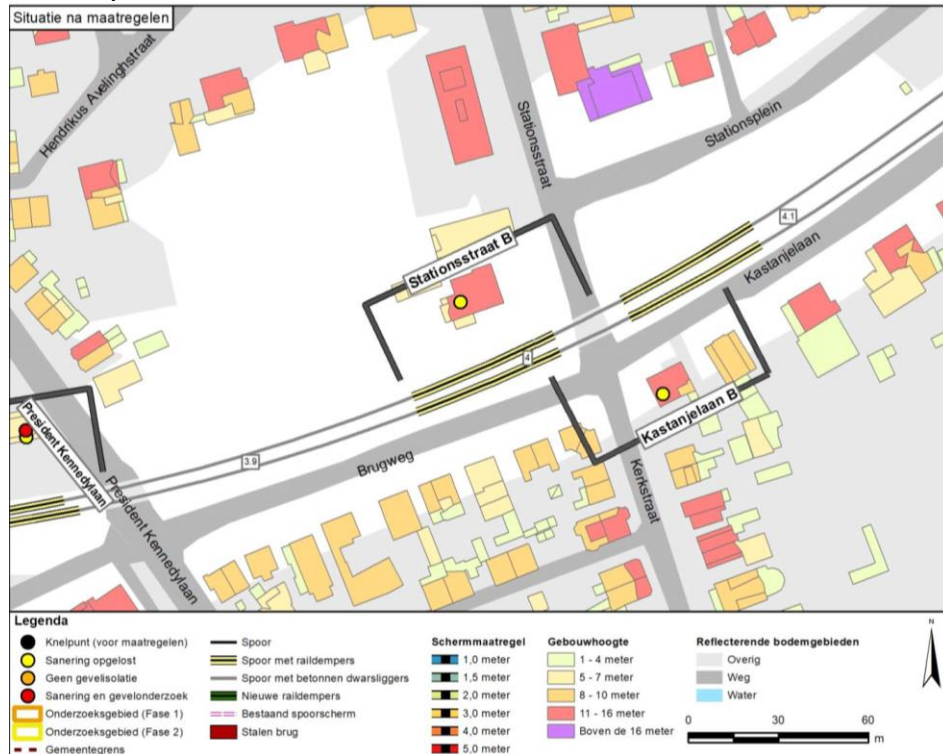 Situatie na maatregelen
Hendrikus Avelinghstraat
Stationsstraat
Stationsplein
4.1
Stationsstraat B
Kastanjelaan
4
Kastanjelaan B
President Kennedylaan
3.9
Brugweg
President Kennedylaan
Kerkstraat
Legenda
Knelpunt (voor maatregelen)
Sanering opgelost
Geen gevelisolatie
Sanering en gevelonderzoek
Onderzoeksgebied (Fase 1)
Onderzoeksgebied (Fase 2)
Gemeentegrens
Spoor
Spoor met raildempers
Spoor met betonnen dwarsliggers
Nieuwe raildempers
Bestaand spoorscherm
Stalen brug
Schermmaatregel
1,0 meter
1,5 meter
2,0 meter
3,0 meter
4,0 meter
5,0 meter
Gebouwhoogte
1 - 4 meter
5 - 7 meter
8 - 10 meter
11 - 16 meter
Boven de 16 meter
Reflecterende bodemgebieden
Overig
Weg
Water
N
0 30 60
m